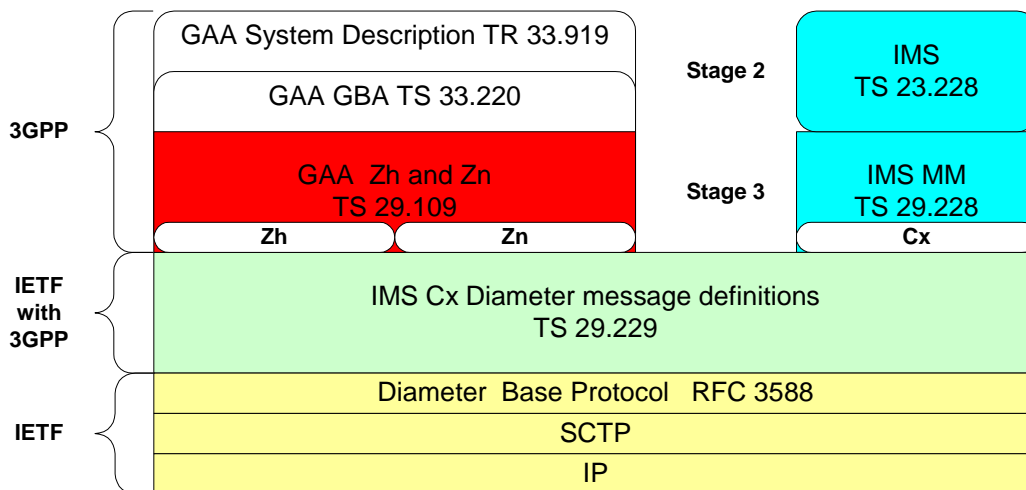 GAA System Description TR 33.919
GAA GBA TS 33.220
Stage 2
IMS
TS 23.228
3GPP
GAA Zh and Zn
TS 29.109
Stage 3
IMS MM
TS 29.228
Zh
Zn
Cx
IETF
with
3GPP
IMS Cx Diameter message definitions
TS 29.229
IETF
Diameter Base Protocol RFC 3588
SCTP
IP